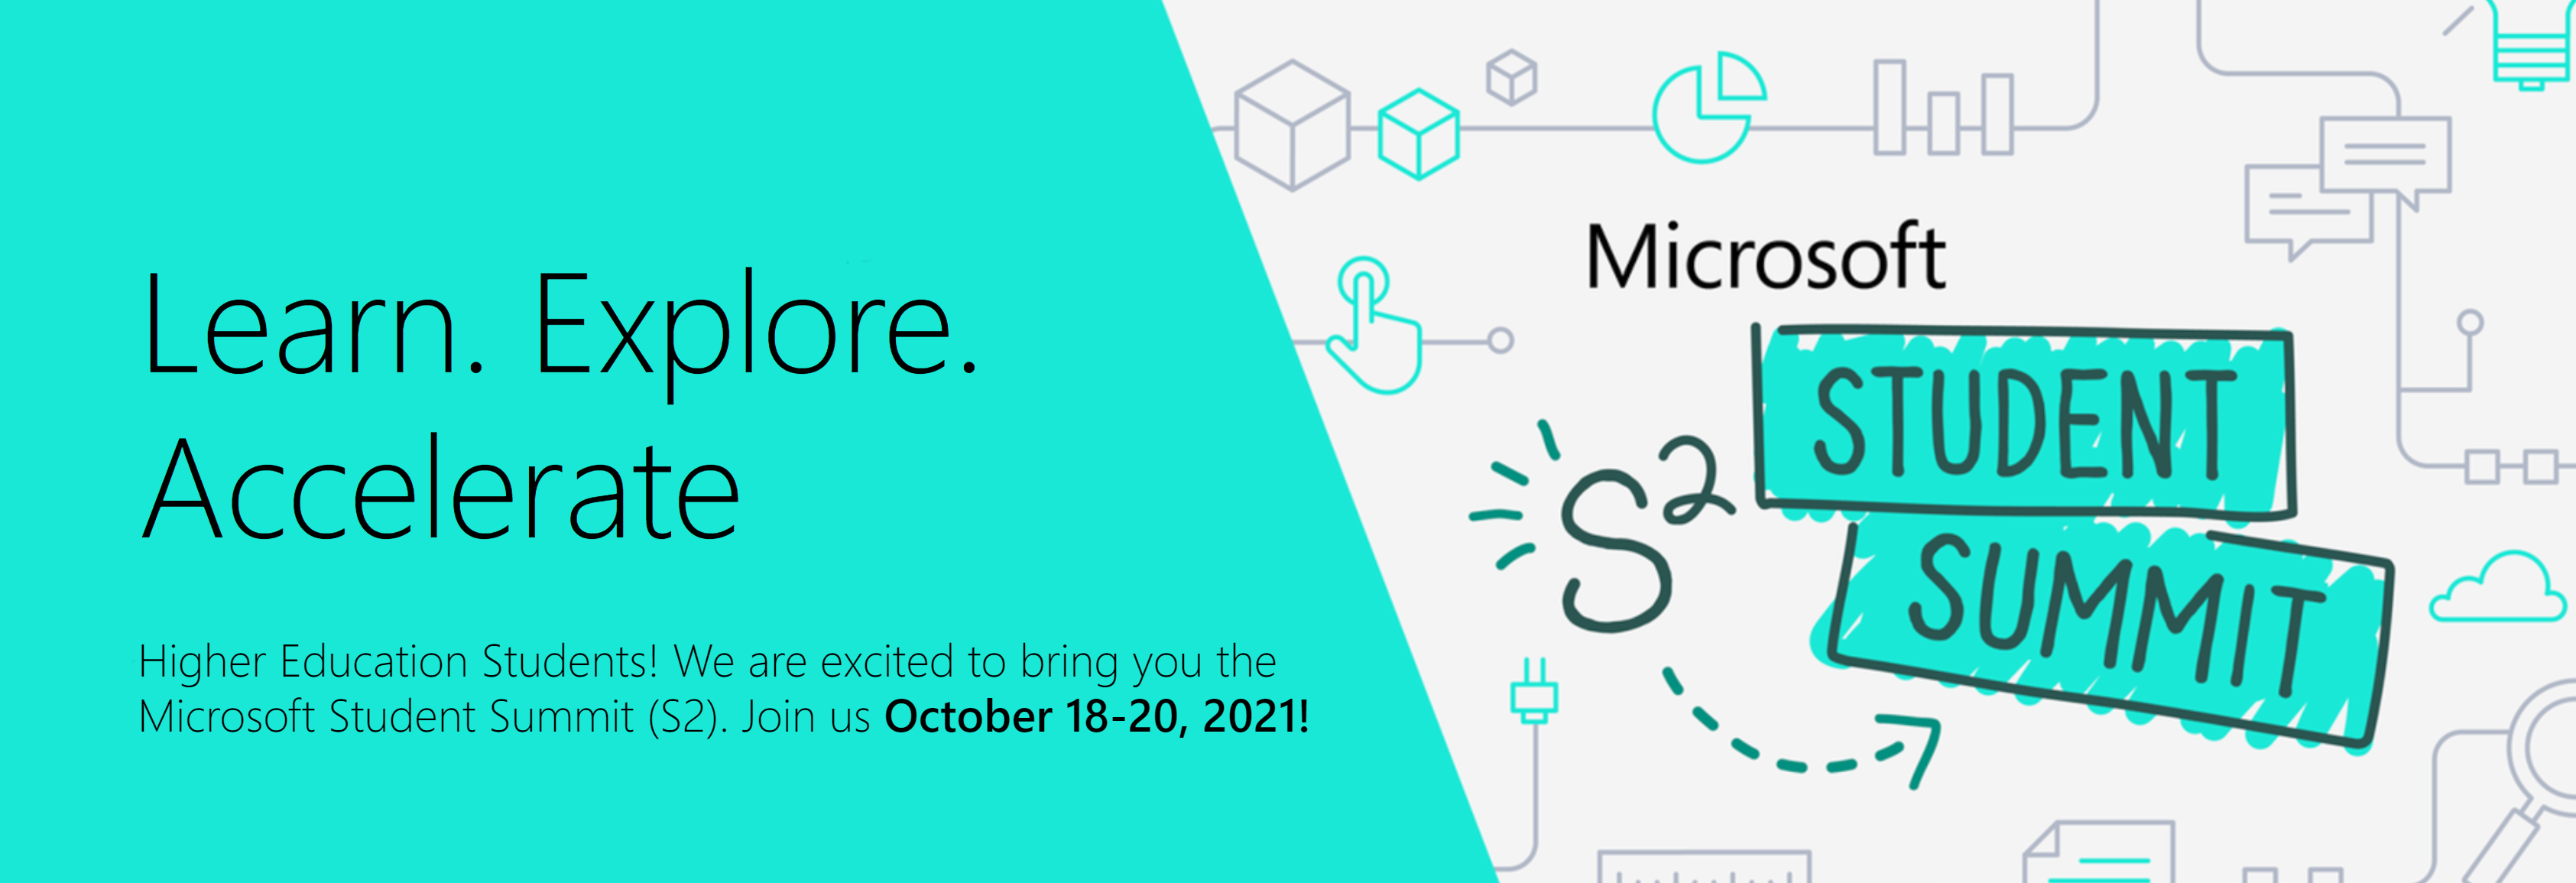 Learn. Explore.
Accelerate
Higher Education Students! We are excited to bring you the
Microsoft Student Summit (S2). Join us October 18-20, 2021!
Microsoft
S²
STUDENT
SUMMIT